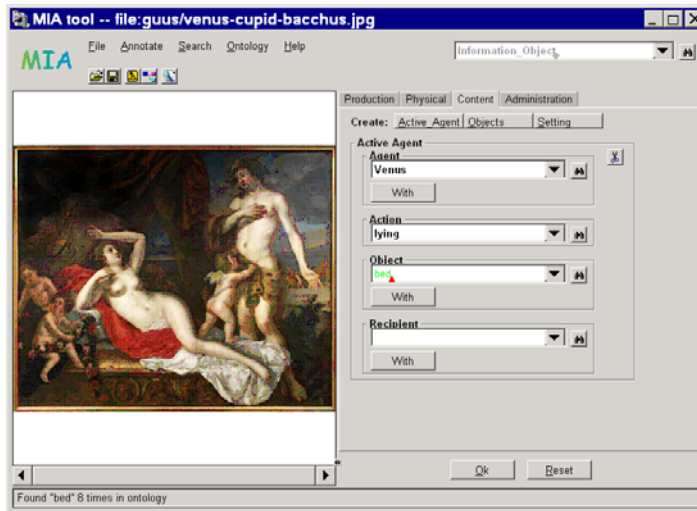 MIA tool -- file:guus/venus-cupid-bacchus.jpg
MIA
File Annotate Search Ontology Help
Information_Object
Production Physical Content Administration
Create: Active_Agent Objects Setting
Active Agent
Agent
Venus
With
Action
lying
Object
bed
With
Recipient
With
Ok Reset
Found "bed" 8 times in ontology